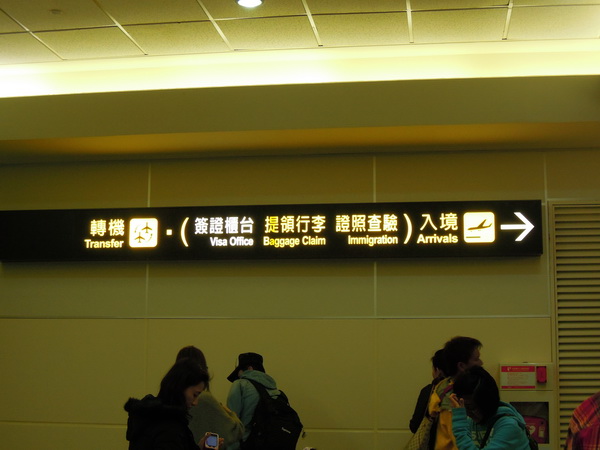 轉機 · (簽證櫃台 提領行李 證照查驗) 入境
Transfer Visa Office Baggage Claim Immigration Arrivals